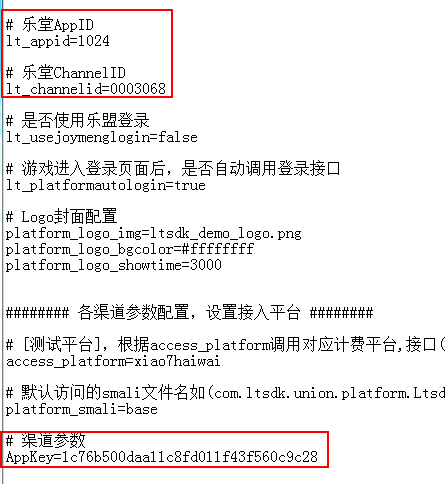 # 乐堂AppID
lt_appid=1024
# 乐堂ChannelID
lt_channelid=0003068
# 是否使用乐盟登录
lt_usejoymenglogin=false
# 游戏进入登录页面后，是否自动调用登录接口
lt_platformautologin=true
# Logo封面配置
platform_logo_img=ltsdk_demo_logo.png
platform_logo_bgcolor=#ffffffff
platform_logo_showtime=3000
######## 各渠道参数配置，设置接入平台 ########
# [测试平台]，根据access_platform调用对应计费平台,接口(
access_platform=xiao7haiwai
# 默认访问的smali文件名如(com.ltsdk.union.platform.Ltsd
platform_smali=base
# 渠道参数
AppKey=1c76b500daa11c8fd011f43f560c9c28